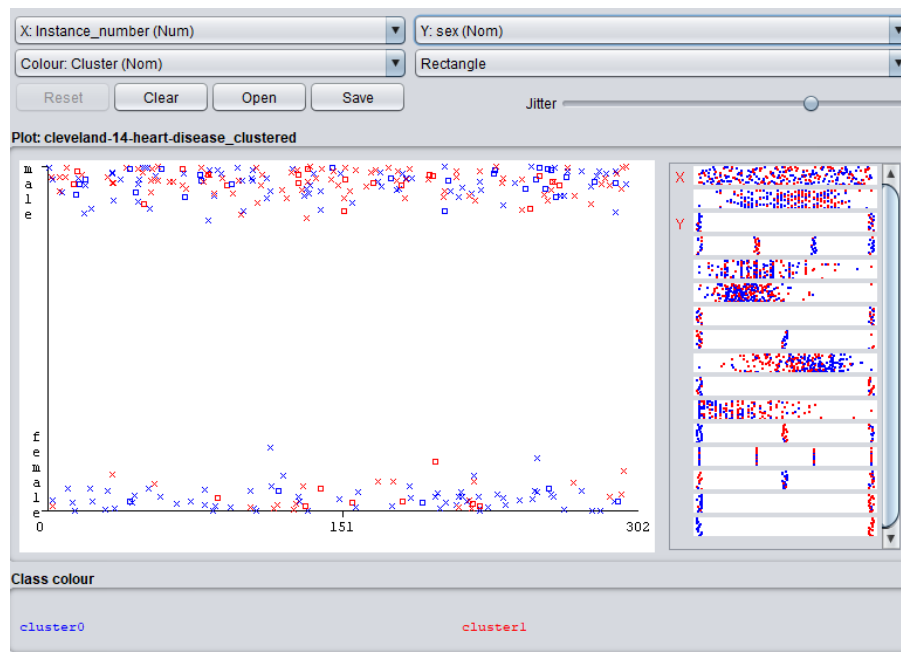 X: Instance_number (Num)
Y: sex (Nom)
Colour: Cluster (Nom)
Rectangle
Reset
Clear
Open
Save
Jitter
Plot: cleveland-14-heart-disease_clustered
male
female
0
151
302
X
Y
Class colour
cluster0
cluster1